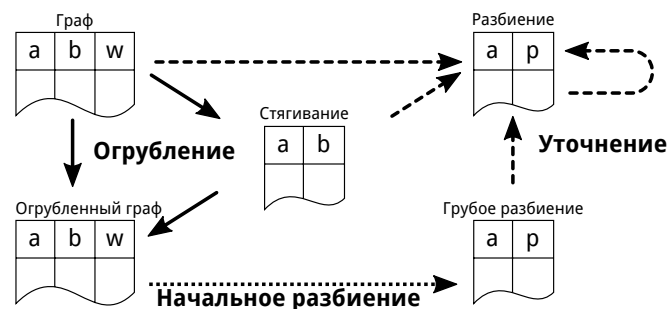 Граф
a b w
Разбиение
a p
Стягивание
a b
Огрубление
Уточнение
Огрубленный граф
a b w
Грубое разбиение
a p
Начальное разбиение